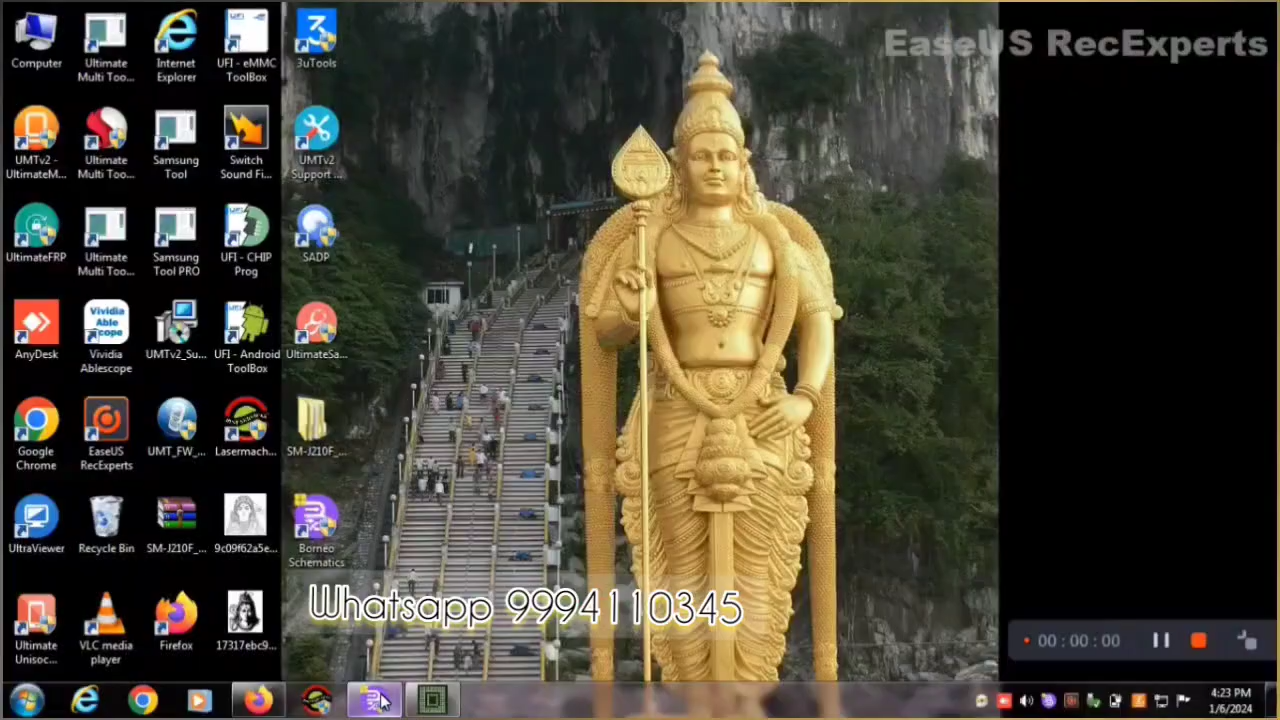 EaseUS RecExperts
Computer
Ultimate
Multi Too...
Internet
Explorer
UFI - eMMC
ToolBox
3uTools
UMTv2 -
UltimateM...
Ultimate
Multi Too...
Samsung
Tool
Switch
Sound Fi...
UMTv2
Support ...
UltimateFRP
Ultimate
Multi Too...
Samsung
Tool PRO
UFI - CHIP
Prog
SADP
AnyDesk
Vividia
Able
Scope
Vividia
Ablescope
UMTv2_Su...
UFI - Android
ToolBox
UltimateSa...
Google
Chrome
EaseUS
RecExperts
UMT_FW_...
Lasermach...
SM-J210F_...
UltraViewer
Recycle Bin
SM-J210F_...
9c09f62a5e...
Borneo
Schematics
Whatsapp 9994110345
Ultimate
Unisoc...
VLC media
player
Firefox
17317ebc9...
00:00:00
4:23 PM
1/6/2024